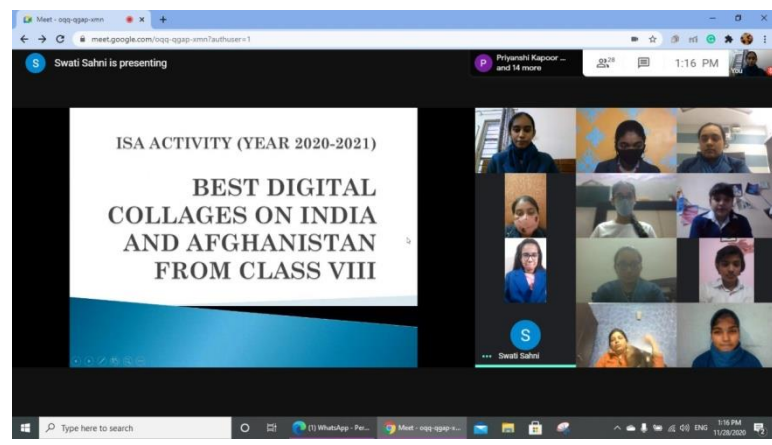 Meet - oqq-qgap-xmn
meet.google.com/oqq-qgap-xmn?authuser=1
S Swati Sahni is presenting
P Priyanshi Kapoor ...
and 14 more
28
1:16 PM
You
ISA ACTIVITY (YEAR 2020-2021)
BEST DIGITAL
COLLAGES ON INDIA
AND AFGHANISTAN
FROM CLASS VIII
S
Swati Sahni
Type here to search
(1) WhatsApp - Per...
Meet - oqq-qgap-x...
ENG
1:16 PM
11/28/2020